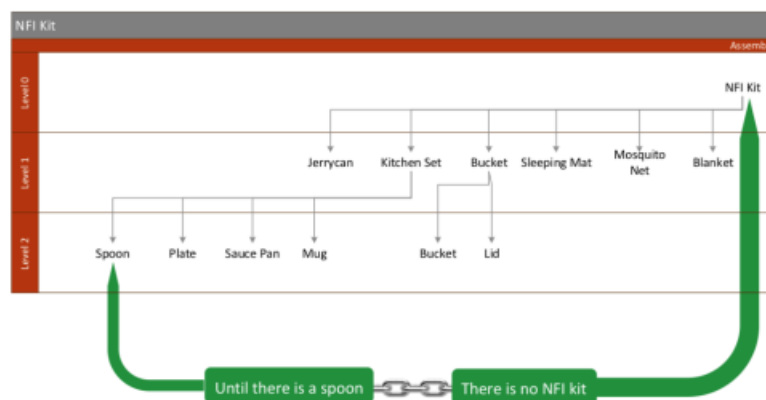 NFI Kit
Assemb
Level 0
NFI Kit
Level 1
Jerrycan
Kitchen Set
Bucket
Sleeping Mat
Mosquito
Net
Blanket
Level 2
Spoon
Plate
Sauce Pan
Mug
Bucket
Lid
Until there is a spoon
There is no NFI kit